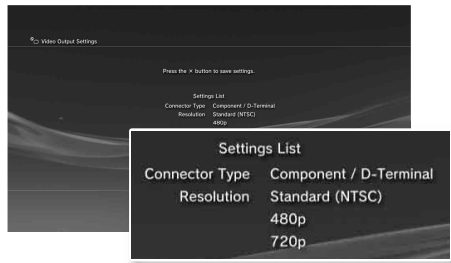 Video Output Settings
Press the × button to save settings.
Settings List
Connector Type Component / D-Terminal
Resolution Standard (NTSC)
480p
Settings List
Connector Type Component / D-Terminal
Resolution Standard (NTSC)
480p
720p